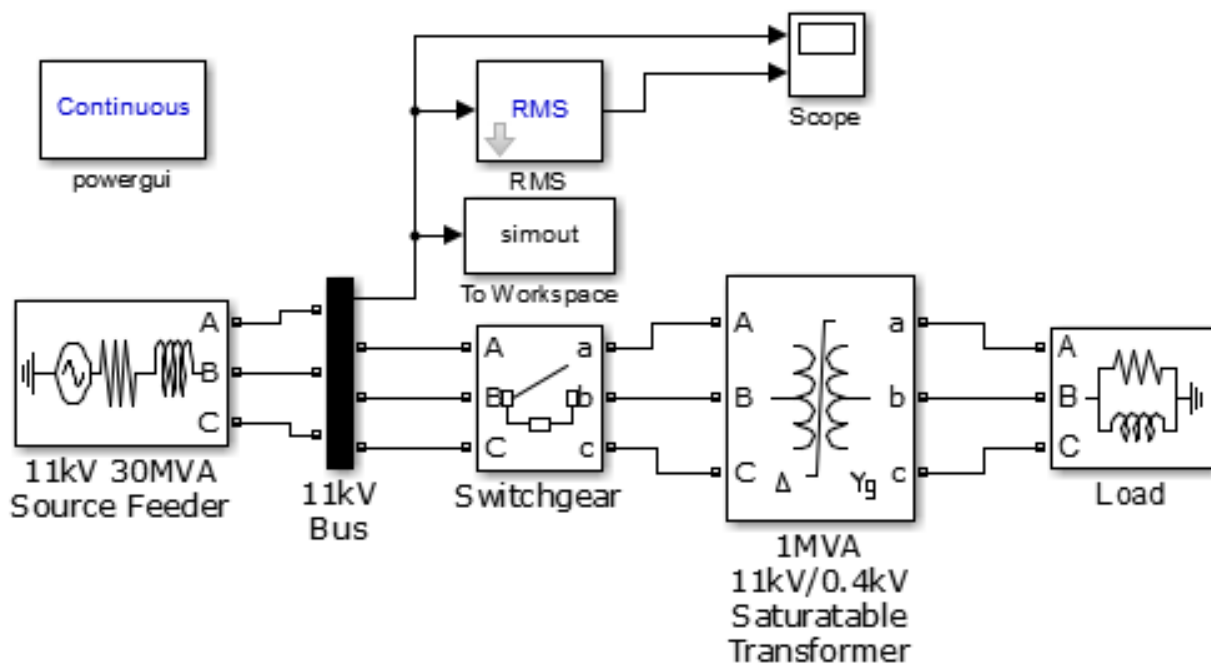 Continuous
powergui
RMS
RMS
Scope
simout
To Workspace
A
B
C
11kV 30MVA
Source Feeder
11kV
Bus
A
B
C
a
b
c
Switchgear
A
B
C
a
b
c
Δ
Yg
1MVA
11kV/0.4kV
Saturatable
Transformer
A
B
C
Load